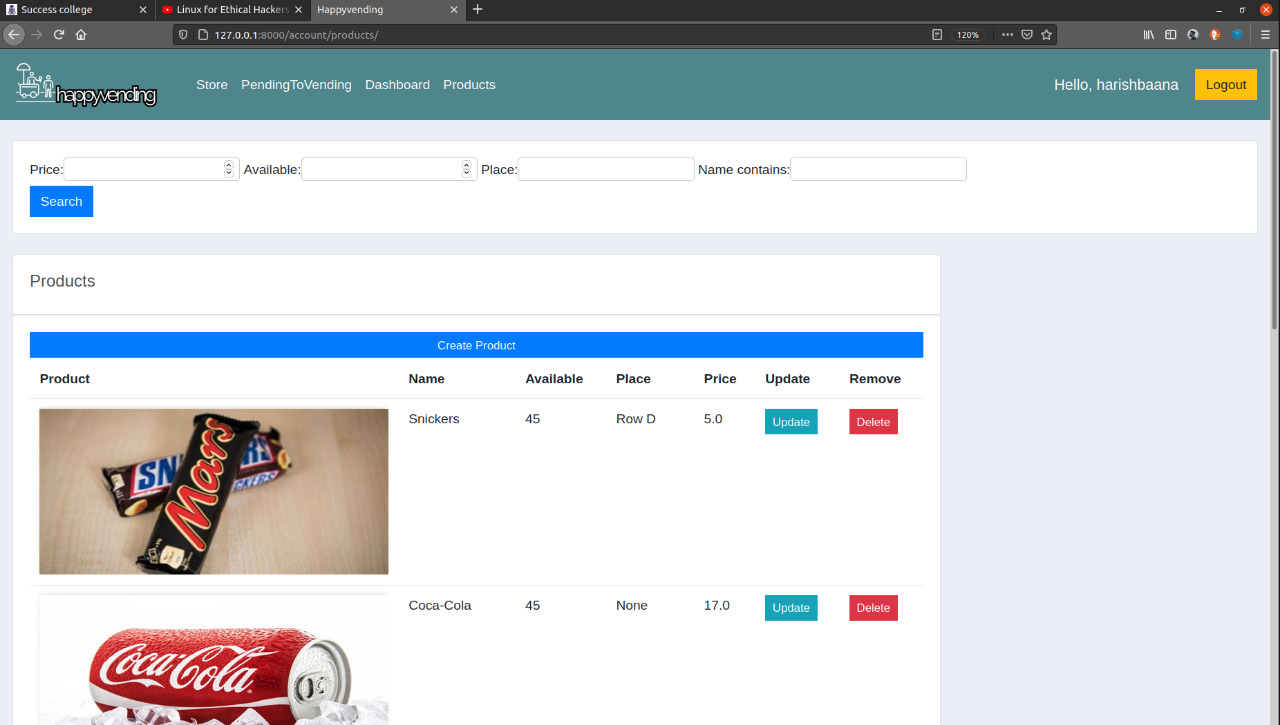 Success college
Linux for Ethical Hackers
Happyvending
127.0.0.1:8000/account/products/
120%
happyvending
Store PendingToVending Dashboard Products
Hello, harishbaana Logout
Price: Available: Place: Name contains:
Search
Products
Create Product
Product Name Available Place Price Update Remove
Snickers 45 Row D 5.0 Update Delete
SN
Mars
CKERS
Coca-Cola 45 None 17.0 Update Delete
Coca-Cola